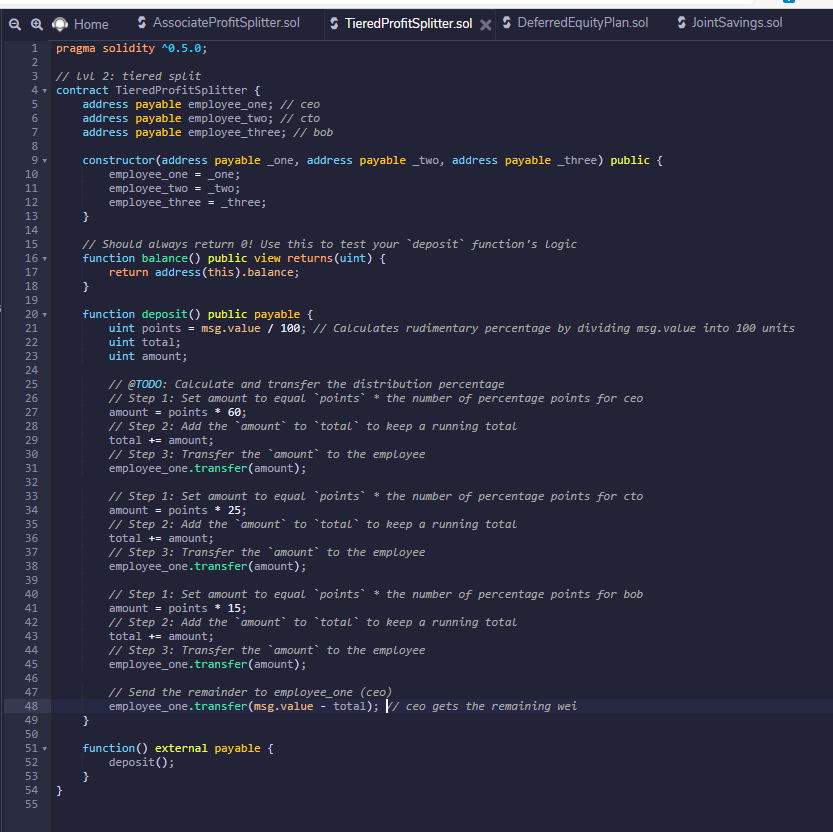 Home AssociateProfitSplitter.sol TieredProfitSplitter.sol DeferredEquityPlan.sol JointSavings.sol
1 pragma solidity ^0.5.0;
2
3 // lvl 2: tiered split
4 contract TieredProfitSplitter {
5     address payable employee_one; // ceo
6     address payable employee_two; // cto
7     address payable employee_three; // bob
8
9     constructor(address payable _one, address payable _two, address payable _three) public {
10         employee_one = _one;
11         employee_two = _two;
12         employee_three = _three;
13     }
14
15     // Should always return 0! Use this to test your `deposit` function's logic
16     function balance() public view returns(uint) {
17         return address(this).balance;
18     }
19
20     function deposit() public payable {
21         uint points = msg.value / 100; // Calculates rudimentary percentage by dividing msg.value into 100 units
22         uint total;
23         uint amount;
24
25         // @TODO: Calculate and transfer the distribution percentage
26         // Step 1: Set amount to equal `points` * the number of percentage points for ceo
27         amount = points * 60;
28         // Step 2: Add the `amount` to `total` to keep a running total
29         total += amount;
30         // Step 3: Transfer the `amount` to the employee
31         employee_one.transfer(amount);
32
33         // Step 1: Set amount to equal `points` * the number of percentage points for cto
34         amount = points * 25;
35         // Step 2: Add the `amount` to `total` to keep a running total
36         total += amount;
37         // Step 3: Transfer the `amount` to the employee
38         employee_one.transfer(amount);
39
40         // Step 1: Set amount to equal `points` * the number of percentage points for bob
41         amount = points * 15;
42         // Step 2: Add the `amount` to `total` to keep a running total
43         total += amount;
44         // Step 3: Transfer the `amount` to the employee
45         employee_one.transfer(amount);
46
47         // Send the remainder to employee_one (ceo)
48         employee_one.transfer(msg.value - total); // ceo gets the remaining wei
49     }
50
51     function() external payable {
52         deposit();
53     }
54 }
55